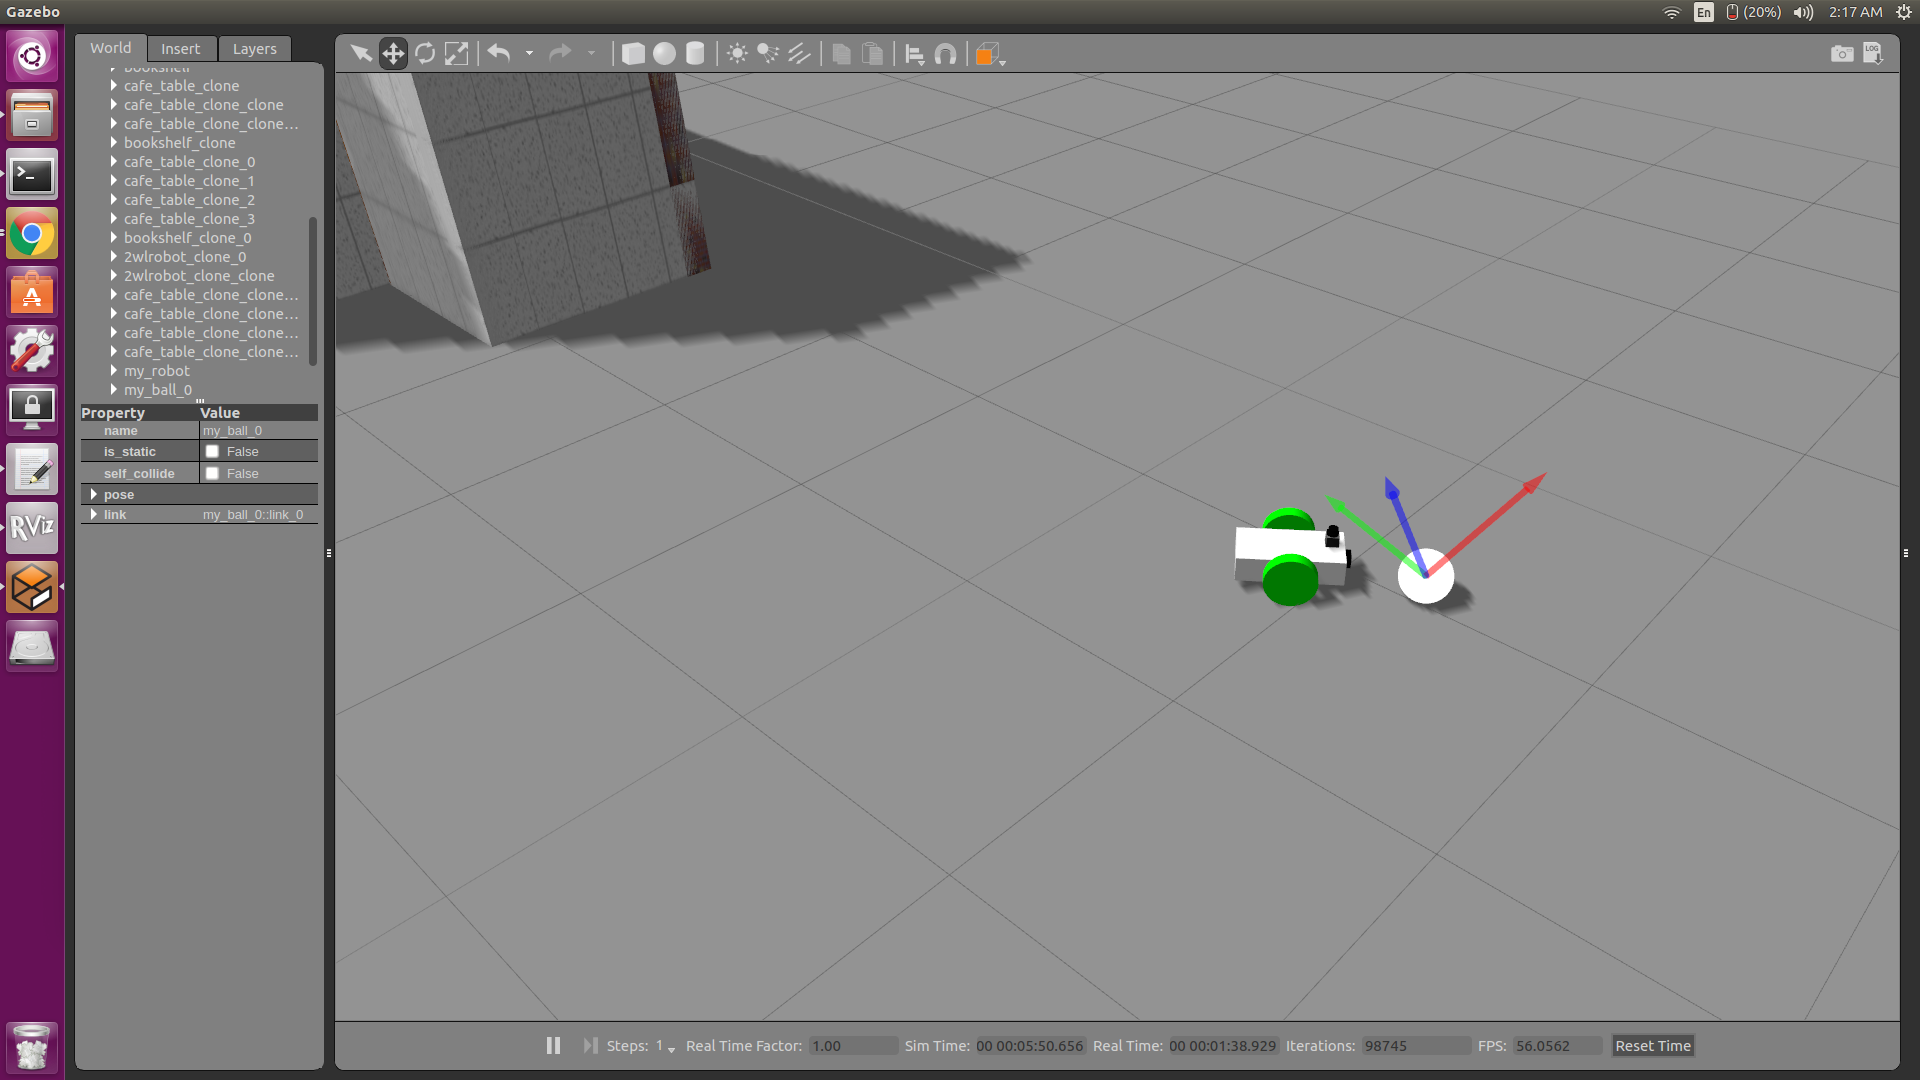 Gazebo
En
(20%)
2:17 AM
World
Insert
Layers
bookshelf
cafe_table_clone
cafe_table_clone_clone
cafe_table_clone_clone...
bookshelf_clone
cafe_table_clone_0
cafe_table_clone_1
cafe_table_clone_2
cafe_table_clone_3
bookshelf_clone_0
2wlrobot_clone_0
2wlrobot_clone_clone
cafe_table_clone_clone...
cafe_table_clone_clone...
cafe_table_clone_clone...
cafe_table_clone_clone...
my_robot
my_ball_0
Property Value
name my_ball_0
is_static False
self_collide False
pose
link my_ball_0::link_0
RViz
LOG
Steps: 1 Real Time Factor: 1.00 Sim Time: 00 00:05:50.656 Real Time: 00 00:01:38.929 Iterations: 98745 FPS: 56.0562 Reset Time